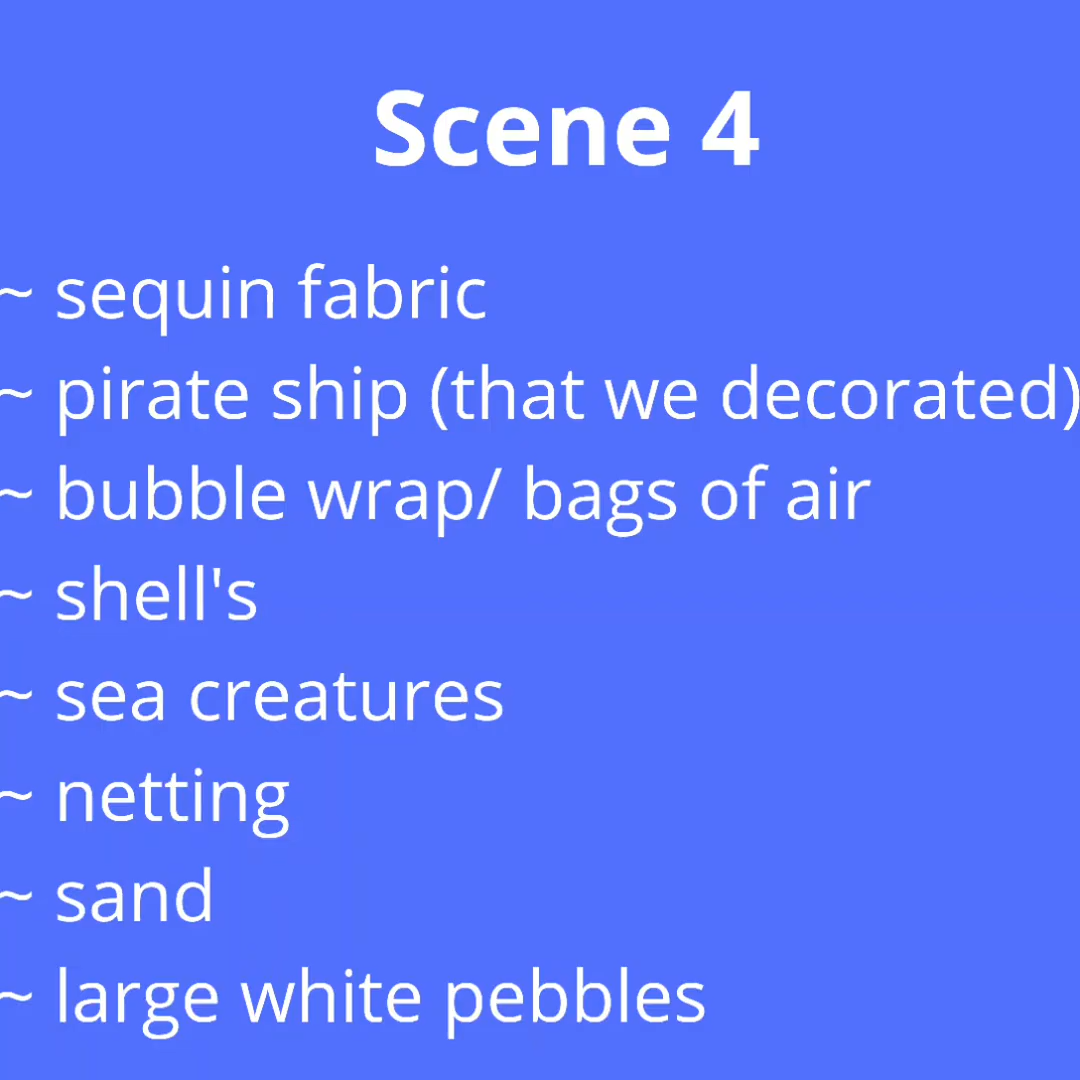 Scene 4
~ sequin fabric
~ pirate ship (that we decorated)
~ bubble wrap/ bags of air
~ shell's
~ sea creatures
~ netting
~ sand
~ large white pebbles